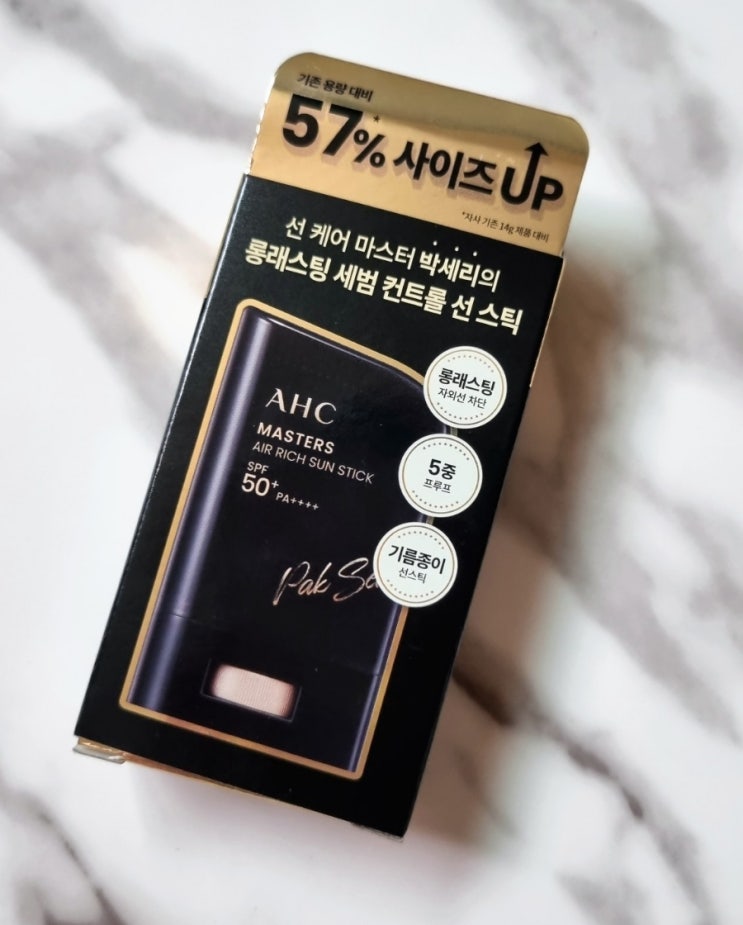 기존 용량 대비
57%* 사이즈 UP
*자사 기존 14g 제품 대비
선 케어 마스터 박세리의
롱래스팅 세범 컨트롤 선 스틱
롱래스팅
자외선 차단
AHC
MASTERS
AIR RICH SUN STICK
SPF
50+ PA++++
5중
프루프
기름종이
선스틱
Pak Se